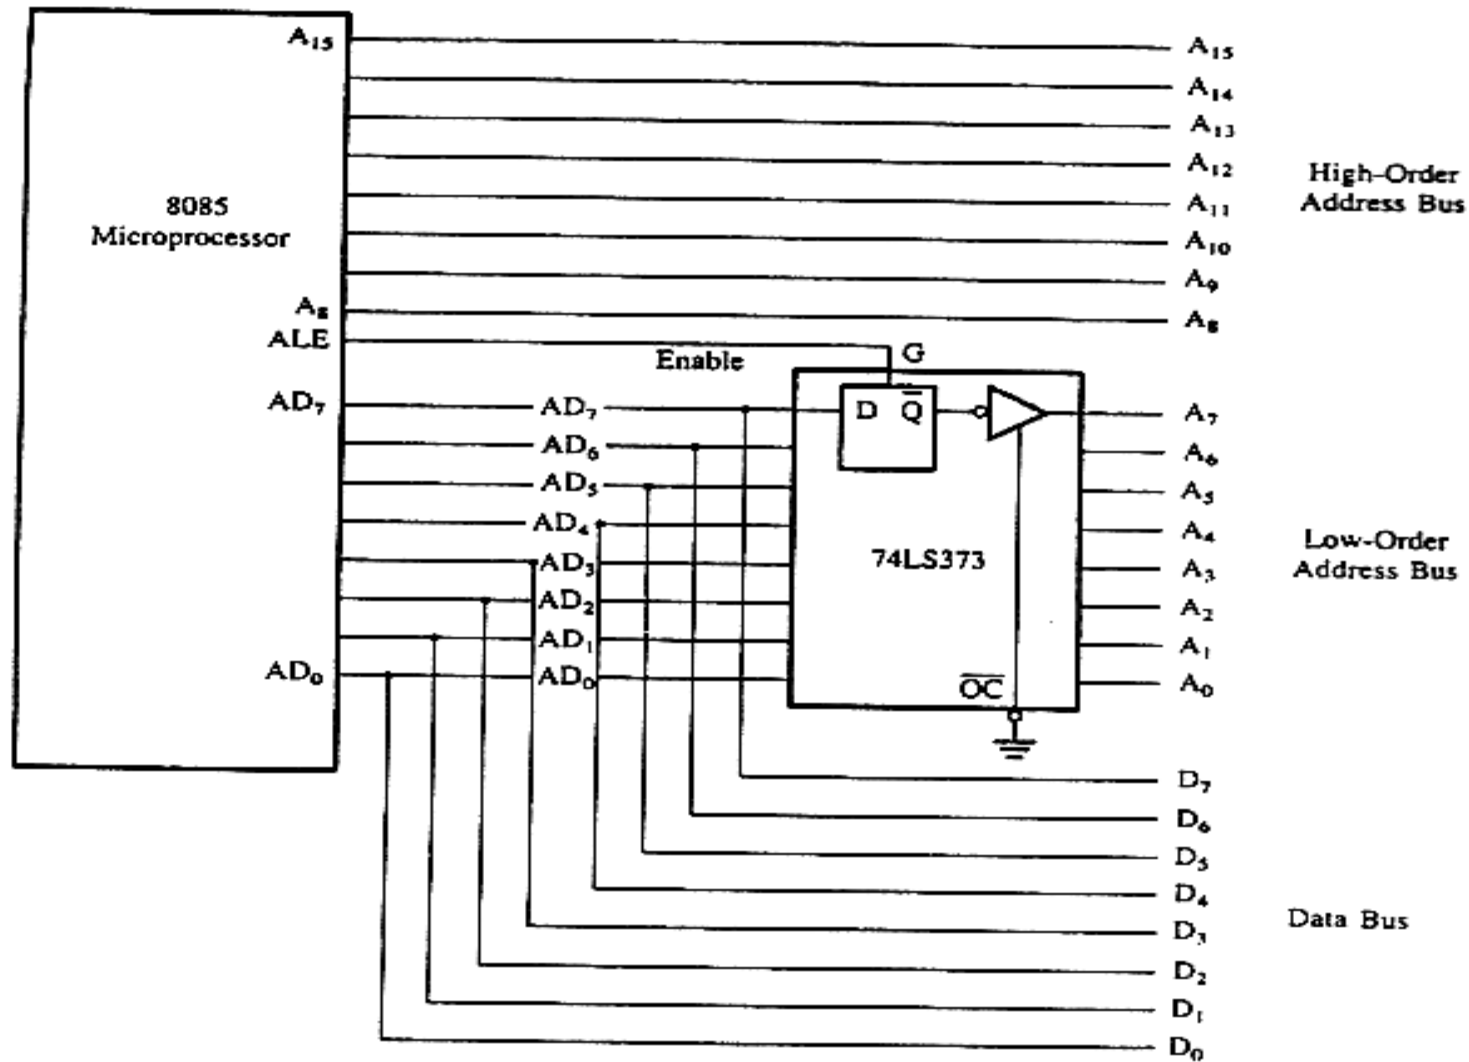 A₁₅
A₁₅
A₁₄
A₁₃
A₁₂
High-Order
Address Bus
8085
Microprocessor
A₁₁
A₁₀
A₉
A₈
A₈
ALE
Enable
G
AD₇
AD₇
D Q̅
A₇
AD₆
A₆
AD₅
A₅
AD₄
A₄
Low-Order
Address Bus
AD₃
74LS373
A₃
AD₂
A₂
AD₁
A₁
AD₀
AD₀
O̅C̅
A₀
D₇
D₆
D₅
D₄
Data Bus
D₃
D₂
D₁
D₀